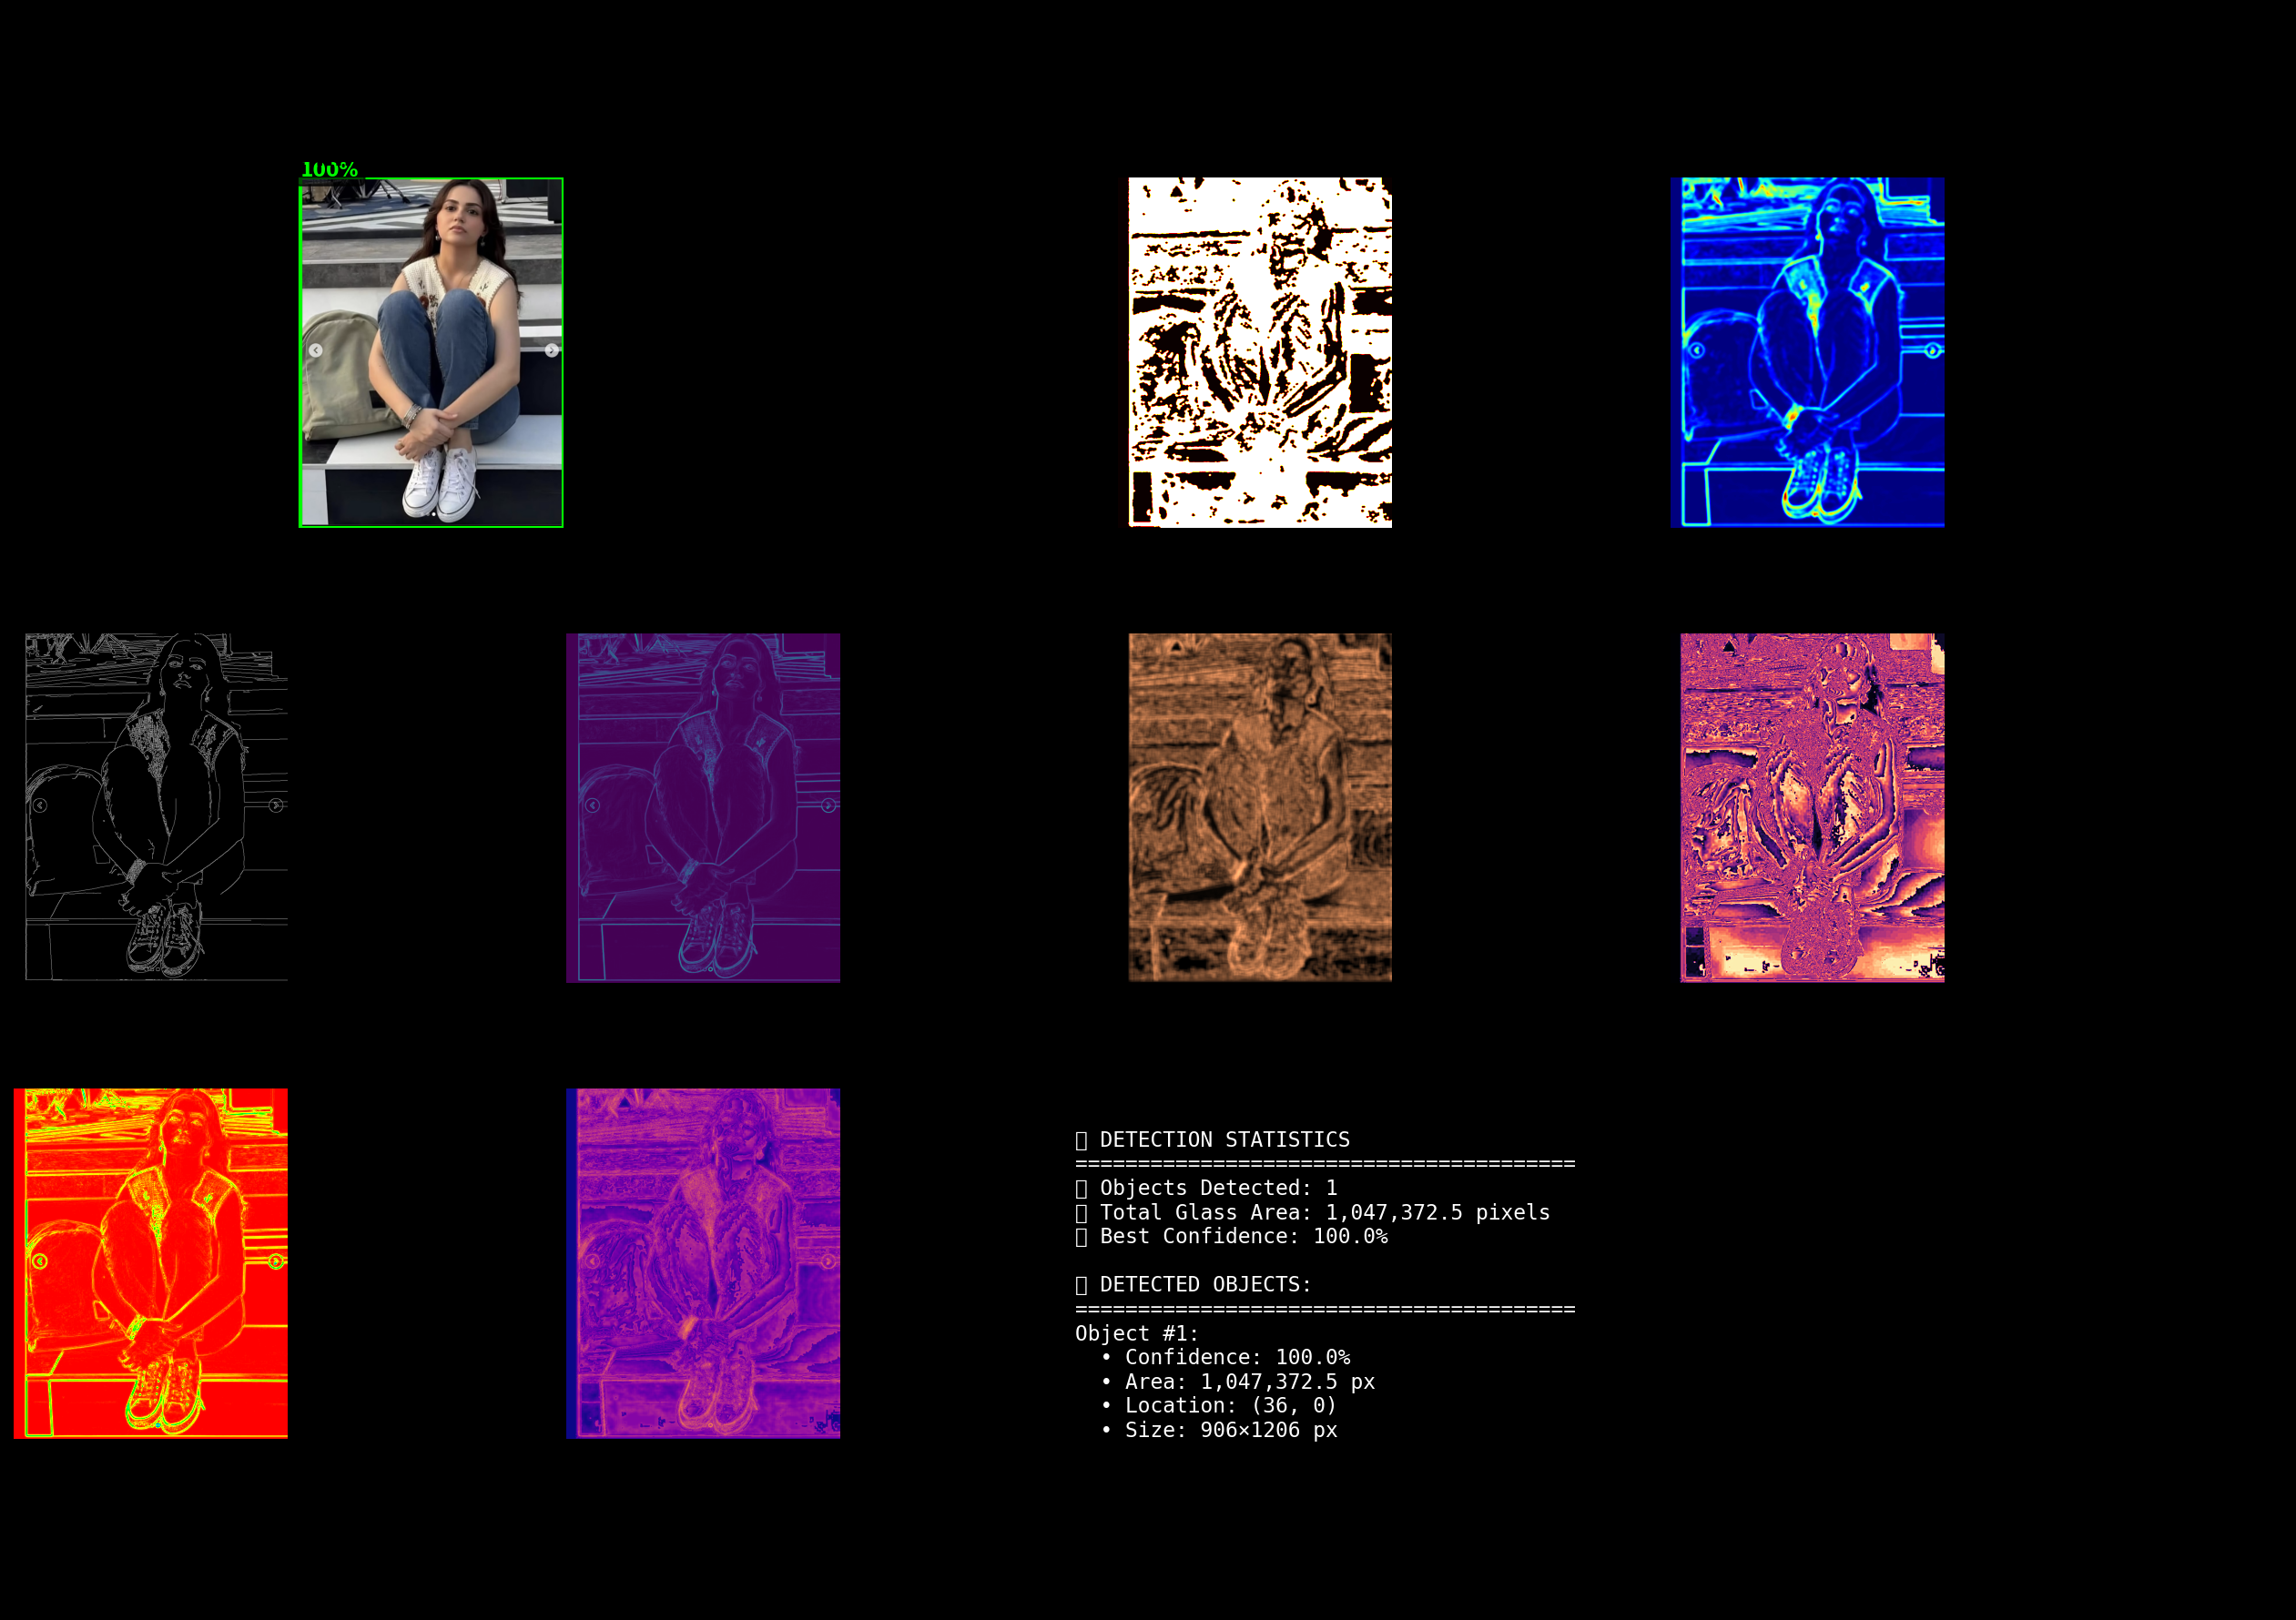 100%
DETECTION STATISTICS
========================================
Objects Detected: 1
Total Glass Area: 1,047,372.5 pixels
Best Confidence: 100.0%
DETECTED OBJECTS:
========================================
Object #1:
• Confidence: 100.0%
• Area: 1,047,372.5 px
• Location: (36, 0)
• Size: 906×1206 px